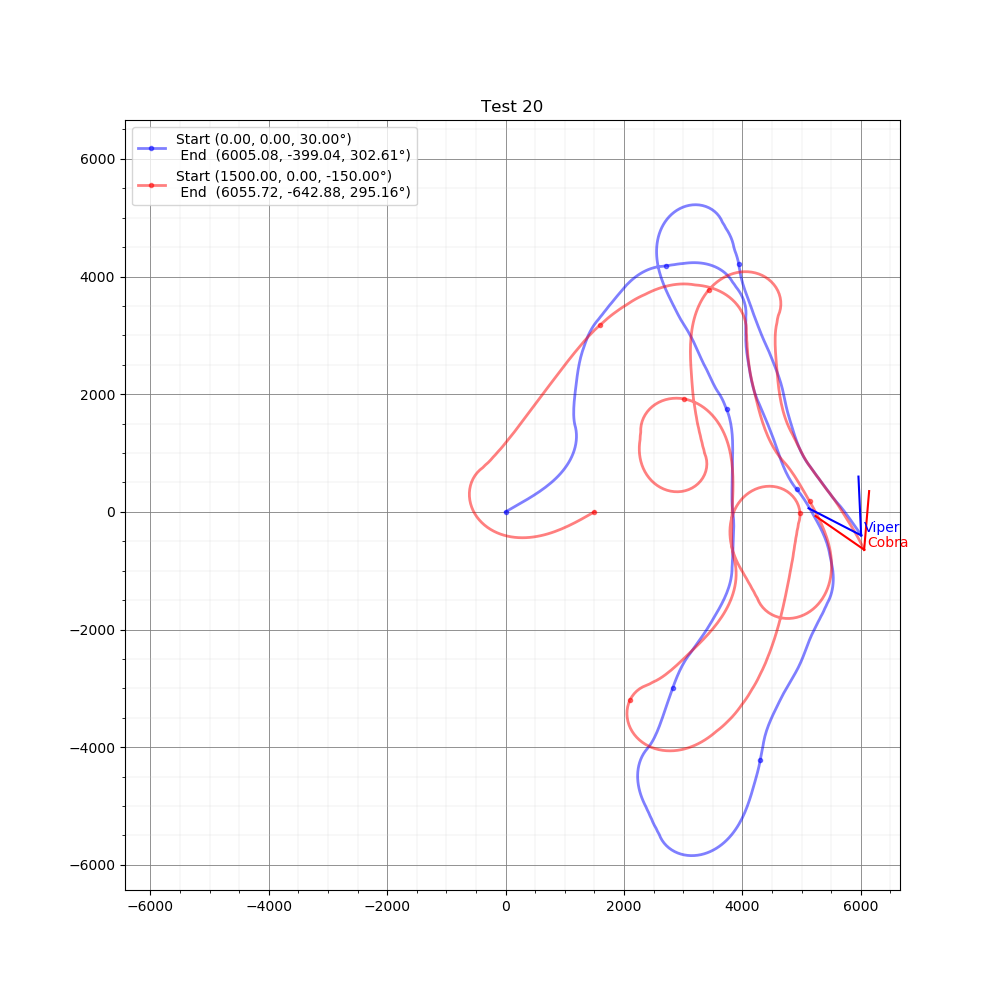 Test 20
Start (0.00, 0.00, 30.00°)
End (6005.08, -399.04, 302.61°)
Start (1500.00, 0.00, -150.00°)
End (6055.72, -642.88, 295.16°)
6000
4000
2000
0
−2000
−4000
−6000
Viper
Cobra
−6000 −4000 −2000 0 2000 4000 6000